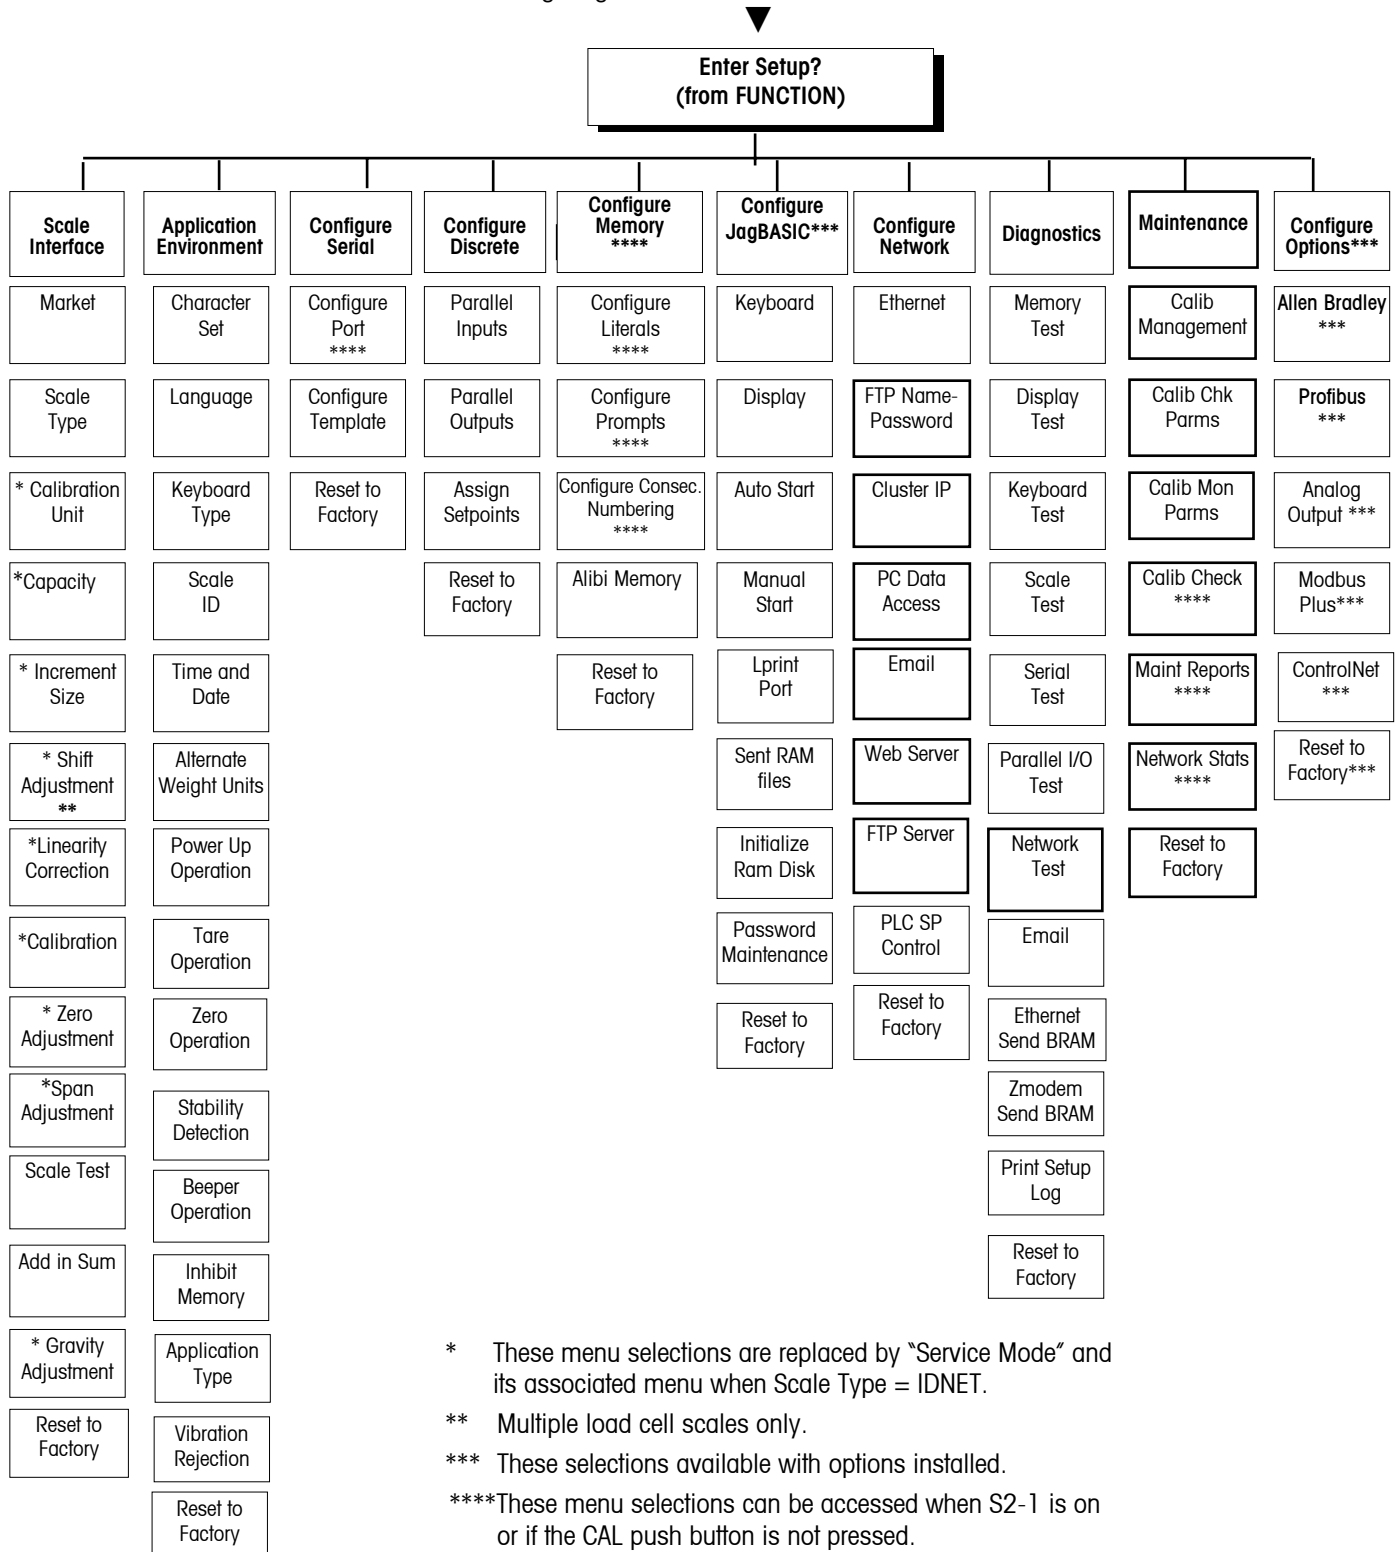 Enter Setup?
(from FUNCTION)
Scale
Interface
Market
Scale
Type
* Calibration
Unit
*Capacity
* Increment
Size
* Shift
Adjustment
**
*Linearity
Correction
*Calibration
* Zero
Adjustment
*Span
Adjustment
Scale Test
Add in Sum
* Gravity
Adjustment
Reset to
Factory
Application
Environment
Character
Set
Language
Keyboard
Type
Scale
ID
Time and
Date
Alternate
Weight Units
Power Up
Operation
Tare
Operation
Zero
Operation
Stability
Detection
Beeper
Operation
Inhibit
Memory
Application
Type
Vibration
Rejection
Reset to
Factory
Configure
Serial
Configure
Port
****
Configure
Template
Reset to
Factory
Configure
Discrete
Parallel
Inputs
Parallel
Outputs
Assign
Setpoints
Reset to
Factory
Configure
Memory
****
Configure
Literals
****
Configure
Prompts
****
Configure Consec.
Numbering
****
Alibi Memory
Reset to
Factory
Configure
JagBASIC***
Keyboard
Display
Auto Start
Manual
Start
Lprint
Port
Sent RAM
files
Initialize
Ram Disk
Password
Maintenance
Reset to
Factory
Configure
Network
Ethernet
FTP Name-
Password
Cluster IP
PC Data
Access
Email
Web Server
FTP Server
PLC SP
Control
Reset to
Factory
Diagnostics
Memory
Test
Display
Test
Keyboard
Test
Scale
Test
Serial
Test
Parallel I/O
Test
Network
Test
Email
Ethernet
Send BRAM
Zmodem
Send BRAM
Print Setup
Log
Reset to
Factory
Maintenance
Calib
Management
Calib Chk
Parms
Calib Mon
Parms
Calib Check
****
Maint Reports
****
Network Stats
****
Reset to
Factory
Configure
Options***
Allen Bradley
***
Profibus
***
Analog
Output ***
Modbus
Plus***
ControlNet
***
Reset to
Factory***
* These menu selections are replaced by "Service Mode" and
its associated menu when Scale Type = IDNET.
** Multiple load cell scales only.
*** These selections available with options installed.
****These menu selections can be accessed when S2-1 is on
or if the CAL push button is not pressed.